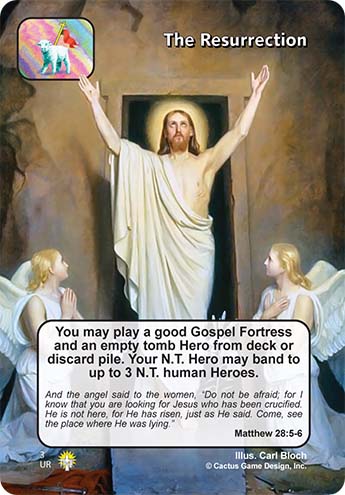 The Resurrection
You may play a good Gospel Fortress
and an empty tomb Hero from deck or
discard pile. Your N.T. Hero may band to
up to 3 N.T. human Heroes.
And the angel said to the women, “Do not be afraid; for I
know that you are looking for Jesus who has been crucified.
He is not here, for He has risen, just as He said. Come, see
the place where He was lying.”
Matthew 28:5-6
3
UR
Illus. Carl Bloch
© Cactus Game Design, Inc.